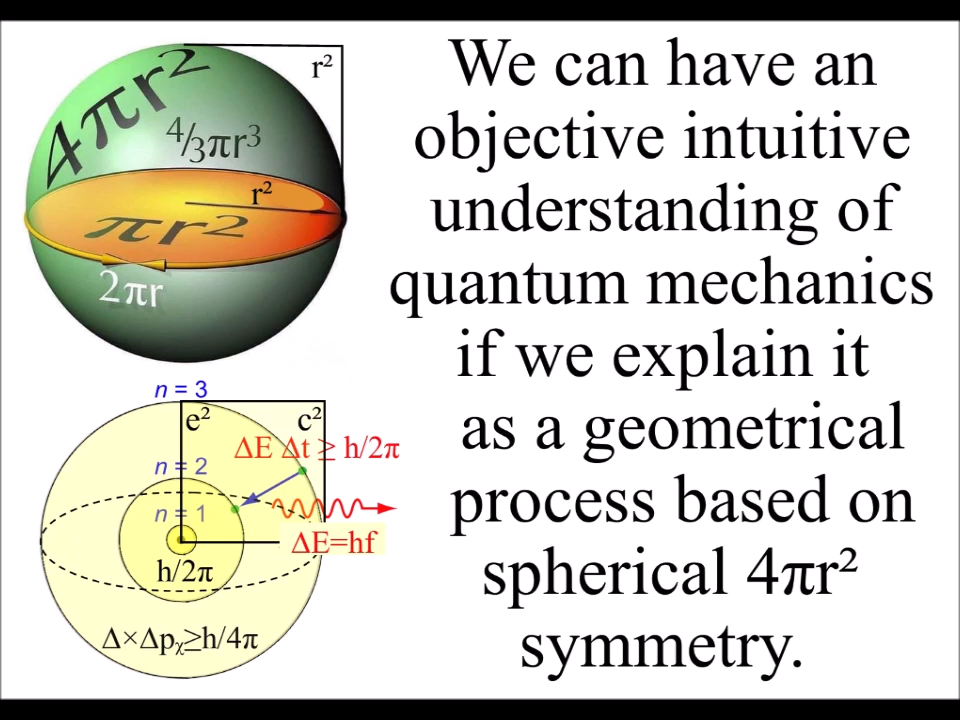 4πr²
r²
4/3πr³
r²
πr²
2πr
We can have an
objective intuitive
understanding of
quantum mechanics
if we explain it
as a geometrical
process based on
spherical 4πr²
symmetry.
n = 3
e²
c²
ΔE Δt ≥ h/2π
n = 2
n = 1
ΔE=hf
h/2π
Δ×Δpᵪ≥h/4π